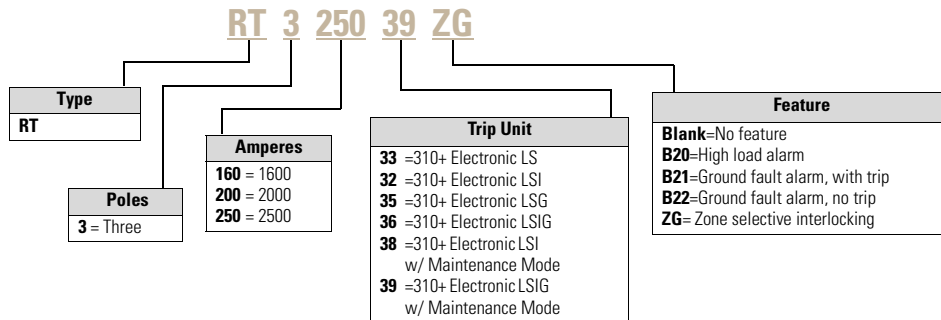 RT 3 250 39 ZG
Type
RT
Poles
3 = Three
Amperes
160 = 1600
200 = 2000
250 = 2500
Trip Unit
33 =310+ Electronic LS
32 =310+ Electronic LSI
35 =310+ Electronic LSG
36 =310+ Electronic LSIG
38 =310+ Electronic LSI
w/ Maintenance Mode
39 =310+ Electronic LSIG
w/ Maintenance Mode
Feature
Blank=No feature
B20=High load alarm
B21=Ground fault alarm, with trip
B22=Ground fault alarm, no trip
ZG= Zone selective interlocking